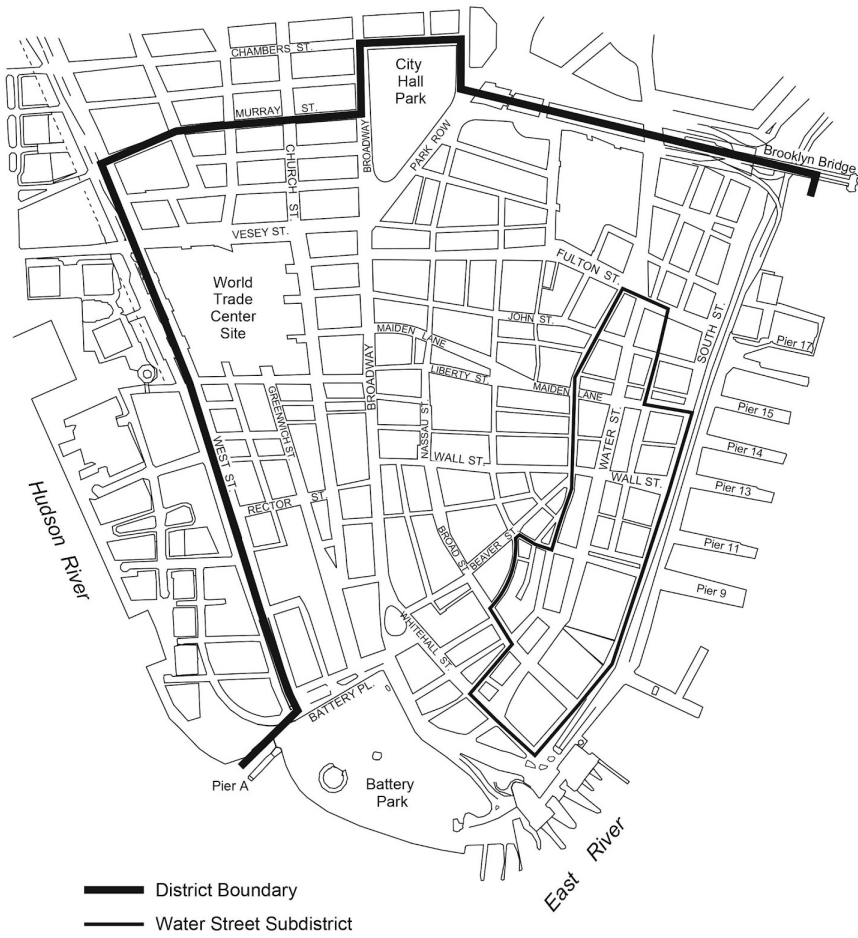 CHAMBERS ST.
City
Hall
Park
MURRAY ST.
BROADWAY
PARK ROW
CHURCH ST.
Brooklyn Bridge
VESEY ST.
FULTON ST.
World
Trade
Center
Site
JOHN ST.
SOUTH ST.
MAIDEN LANE
Pier 17
BROADWAY
LIBERTY ST
MAIDEN LANE
GREENWICH ST.
NASSAU ST.
Pier 15
WATER ST.
WEST ST.
WALL ST.
Pier 14
WALL ST.
Pier 13
RECTOR ST.
Hudson River
BROAD ST.
BEAVER ST.
Pier 11
Pier 9
WHITEHALL ST.
BATTERY PL.
Pier A
Battery
Park
East River
District Boundary
Water Street Subdistrict